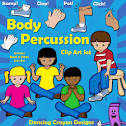 Stomp! Clap! Pat! Click!
Body
Percussion
Clip Art Set
Dancing Crayon Designs